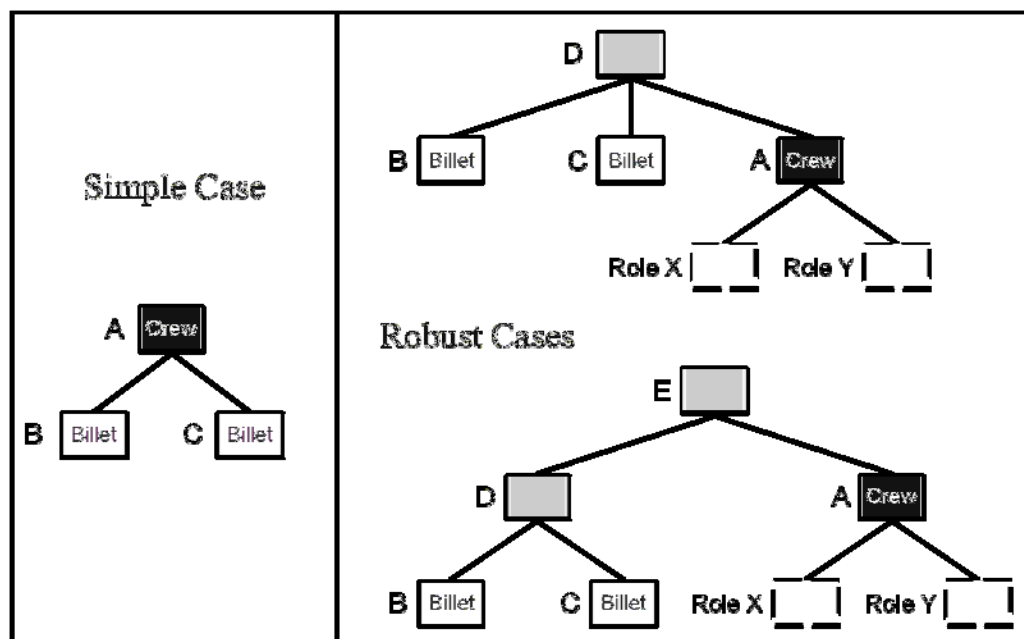 Simple Case
A Crew
B Billet C Billet
D
B Billet C Billet A Crew
Role X Role Y
Robust Cases
E
D A Crew
B Billet C Billet Role X Role Y